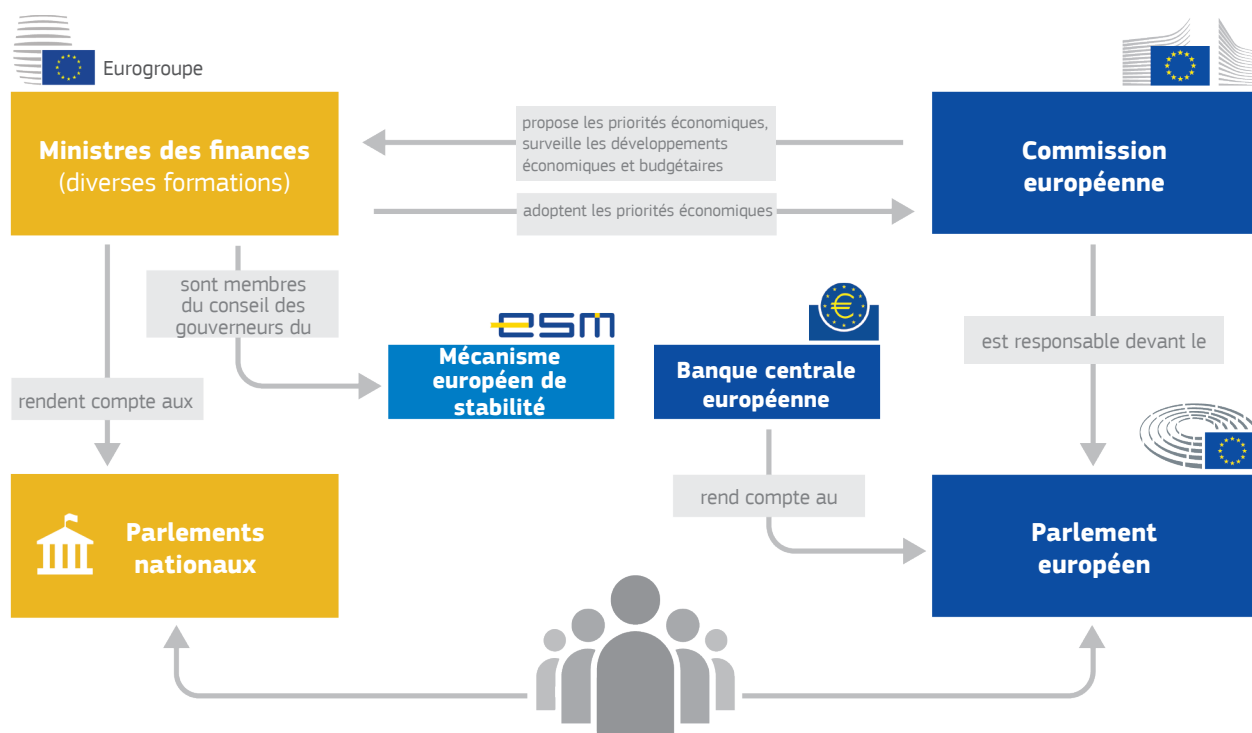 Eurogroupe
Ministres des finances
(diverses formations)
propose les priorités économiques,
surveille les développements
économiques et budgétaires
adoptent les priorités économiques
Commission
européenne
sont membres
du conseil des
gouverneurs du
esm
Mécanisme
européen de
stabilité
€
Banque centrale
européenne
est responsable devant le
rendent compte aux
rend compte au
Parlements
nationaux
Parlement
européen